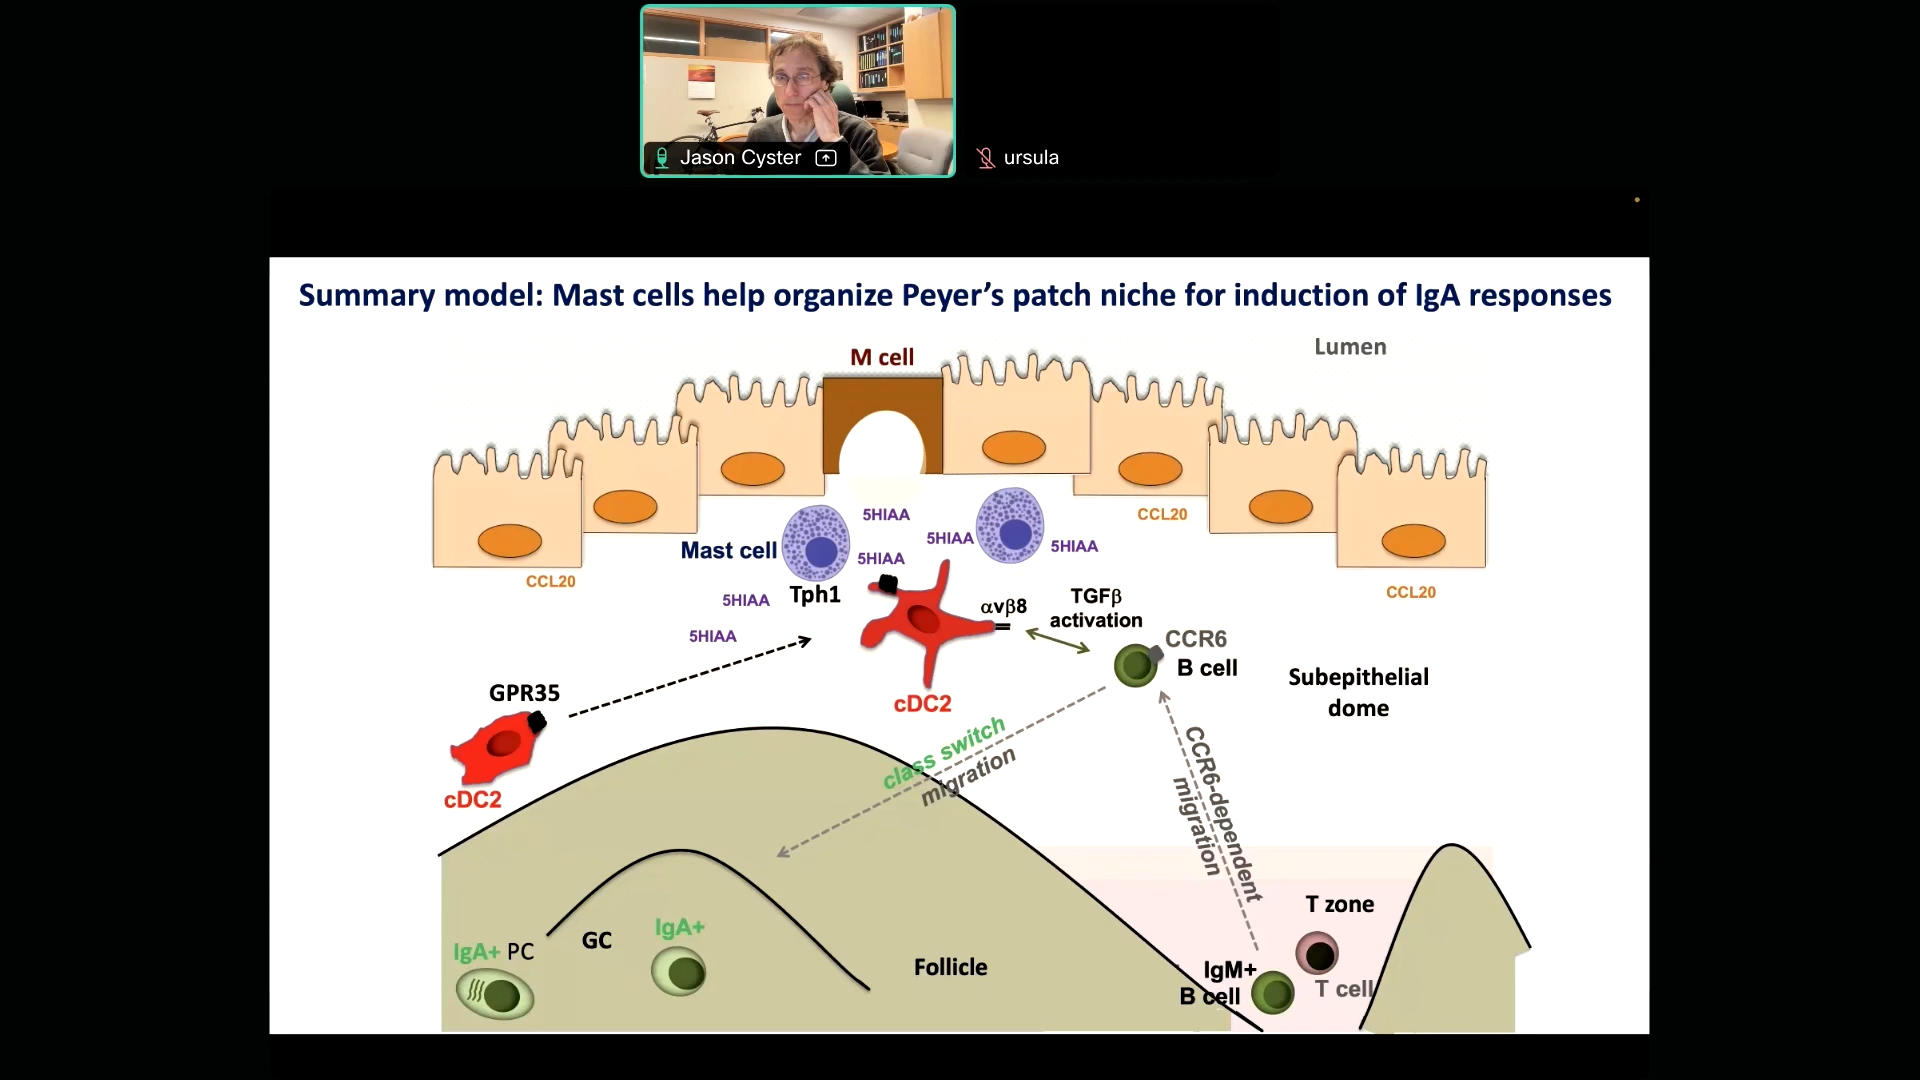 Jason Cyster
ursula
Summary model: Mast cells help organize Peyer's patch niche for induction of IgA responses
Lumen
M cell
5HIAA
CCL20
5HIAA
5HIAA
Mast cell
5HIAA
CCL20
Tph1
CCL20
5HIAA
αvβ8
TGFβ
activation
5HIAA
CCR6
B cell
Subepithelial
dome
GPR35
cDC2
cDC2
class switch
migration
CCR6-dependent
migration
T zone
IgA+
GC
IgA+ PC
Follicle
IgM+
B cell
T cell